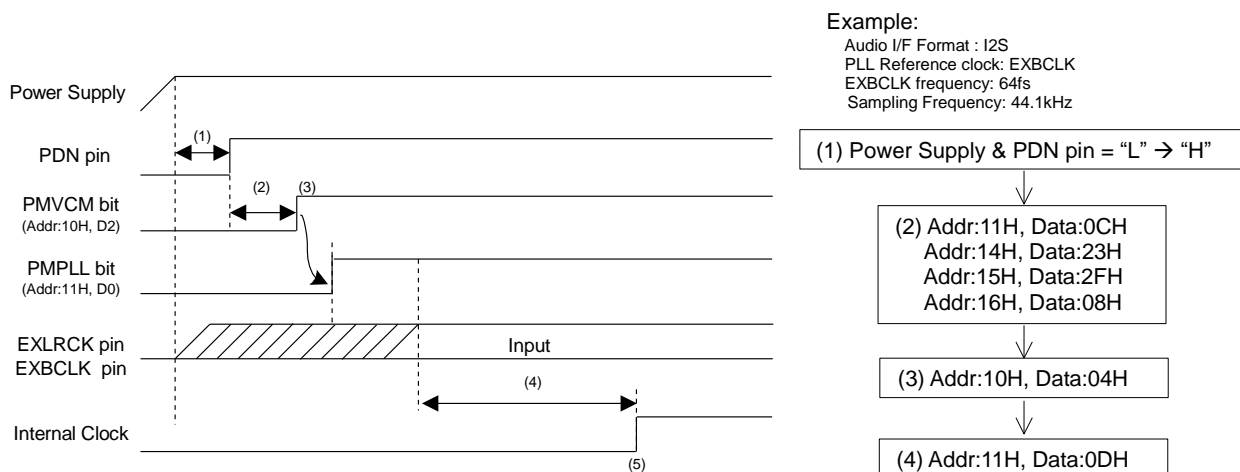 Example:
Audio I/F Format : I2S
PLL Reference clock: EXBCLK
EXBCLK frequency: 64fs
Sampling Frequency: 44.1kHz
Power Supply
(1)
PDN pin
(2)
(3)
PMVCM bit
(Addr:10H, D2)
PMPLL bit
(Addr:11H, D0)
EXLRCK pin
EXBCLK pin
Input
(4)
Internal Clock
(5)
(1) Power Supply & PDN pin = “L” → “H”
(2) Addr:11H, Data:0CH
Addr:14H, Data:23H
Addr:15H, Data:2FH
Addr:16H, Data:08H
(3) Addr:10H, Data:04H
(4) Addr:11H, Data:0DH